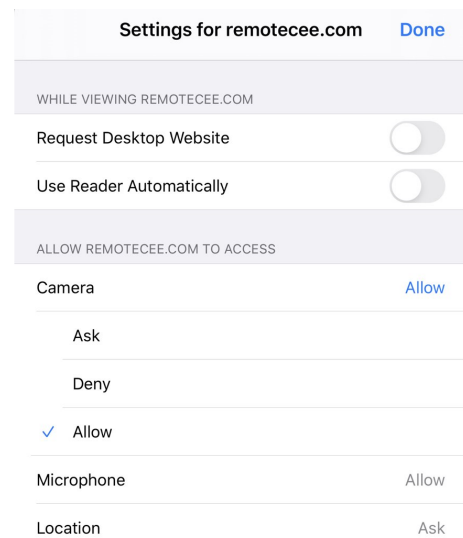 Settings for remotecee.com Done
WHILE VIEWING REMOTECEE.COM
Request Desktop Website
Use Reader Automatically
ALLOW REMOTECEE.COM TO ACCESS
Camera Allow
Ask
Deny
Allow
Microphone Allow
Location Ask